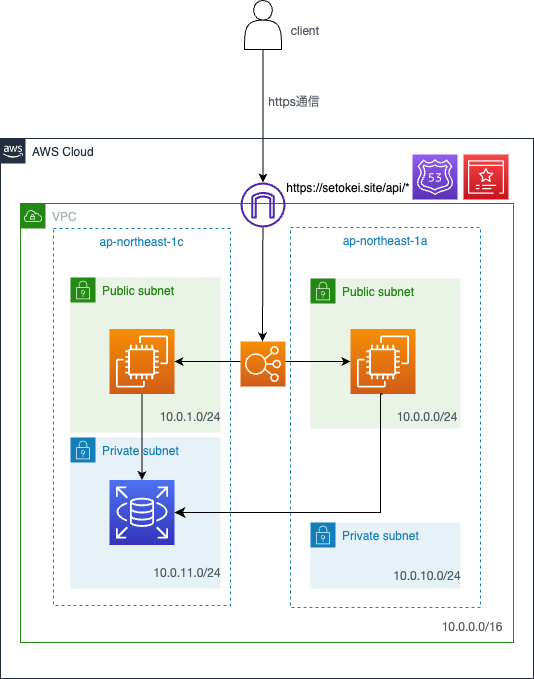 client
https通信
aws
AWS Cloud
53
https://setokei.site/api/*
VPC
ap-northeast-1c
ap-northeast-1a
Public subnet
Public subnet
10.0.1.0/24
10.0.0.0/24
Private subnet
Private subnet
10.0.11.0/24
10.0.10.0/24
10.0.0.0/16